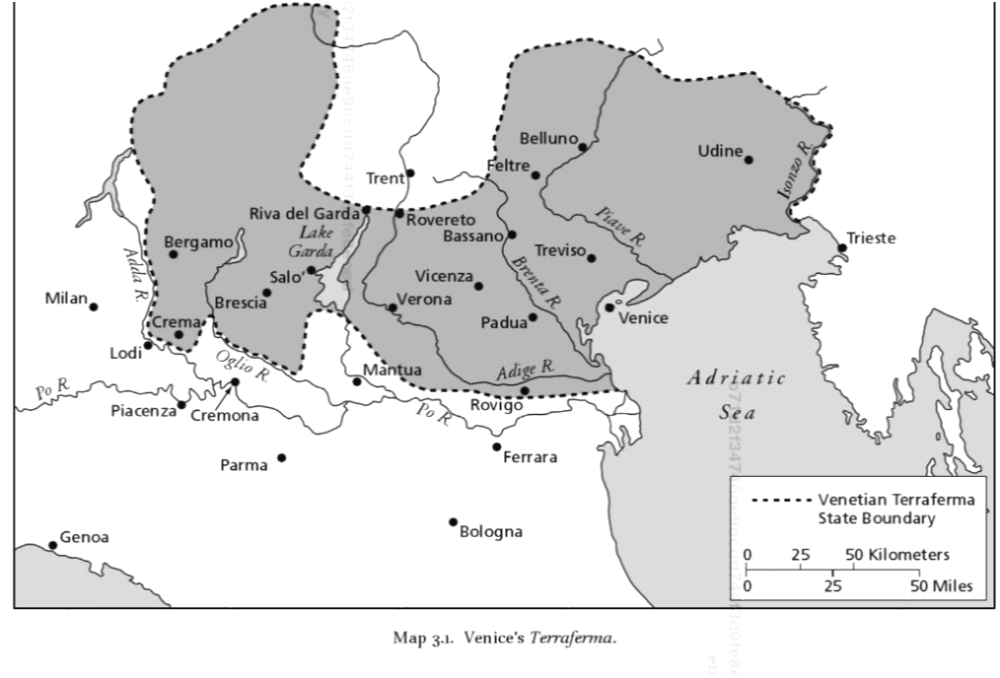 Belluno
Udine
Feltre
Isonzo R.
Trent
Riva del Garda
Rovereto
Piave R.
Lake
Garda
Bassano
Trieste
Bergamo
Treviso
Adda R.
Salo'
Vicenza
Brenta R.
Milan
Brescia
Verona
Venice
Crema
Padua
Lodi
Oglio R.
Mantua
Adige R.
Adriatic
Sea
Po R.
Piacenza
Cremona
Po R.
Rovigo
Parma
Ferrara
Venetian Terraferma
State Boundary
Bologna
Genoa
0 25 50 Kilometers
0 25 50 Miles
Map 3.1. Venice's Terraferma.